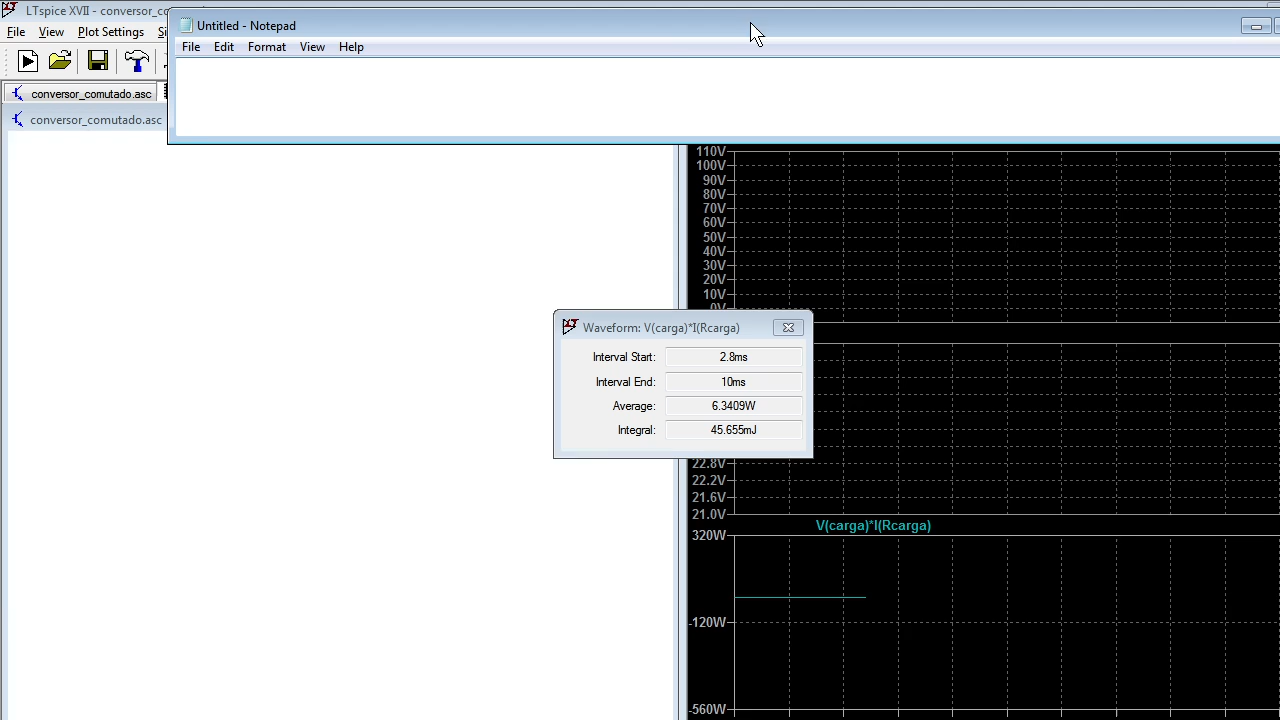 LTspice XVII - conversor_co
File View Plot Settings
Untitled - Notepad
File Edit Format View Help
conversor_comutado.asc
conversor_comutado.asc
110V
100V
90V
80V
70V
60V
50V
40V
30V
20V
10V
0V
Waveform: V(carga)*I(Rcarga)
Interval Start: 2.8ms
Interval End: 10ms
Average: 6.3409W
Integral: 45.655mJ
22.8V
22.2V
21.6V
21.0V
V(carga)*I(Rcarga)
320W
-120W
-560W